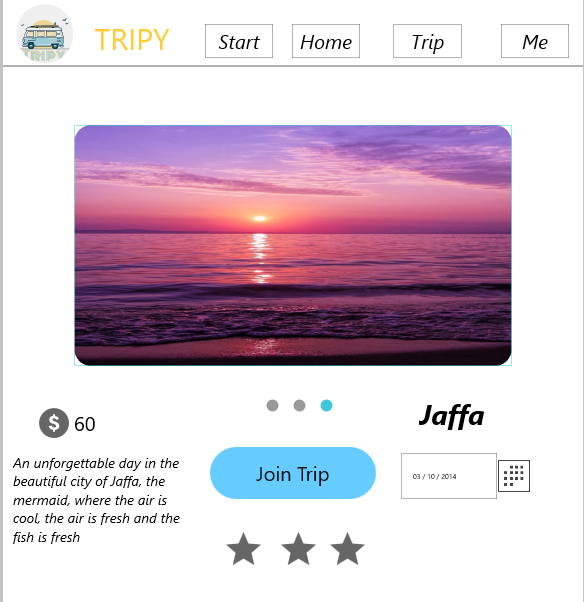 TRIPY
TRIPY
Start
Home
Trip
Me
$ 60
Jaffa
An unforgettable day in the
beautiful city of Jaffa, the
mermaid, where the air is
cool, the air is fresh and the
fish is fresh
Join Trip
03 / 10 / 2014